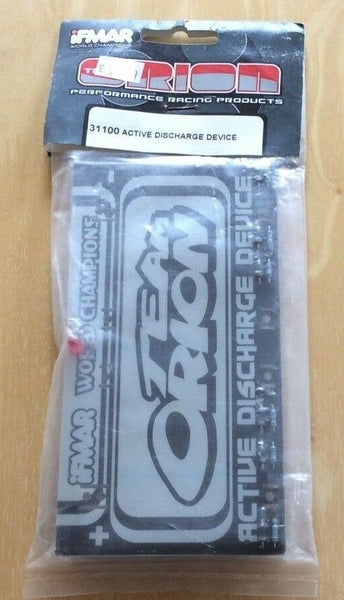 iFMAR
WORLD CHAMPIONS
ORION
PERFORMANCE RACING PRODUCTS
31100 ACTIVE DISCHARGE DEVICE
iFMAR WORLD CHAMPIONS
TEAM
ORION
ACTIVE DISCHARGE DEVICE
+
-